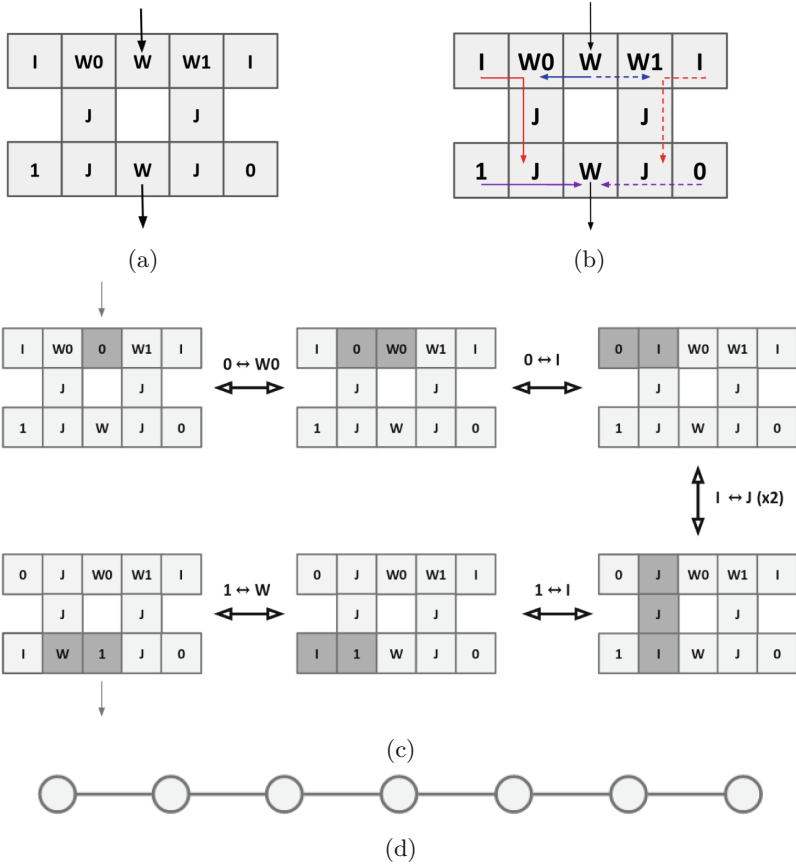 I W0 W W1 I
J J
1 J W J 0
(a)
I W0 W W1 I
J J
1 J W J 0
(b)
I W0 0 W1 I
J J
1 J W J 0
0 ↔ W0
I 0 W0 W1 I
J J
1 J W J 0
0 ↔ I
0 I W0 W1 I
J J
1 J W J 0
I ↔ J (x2)
0 J W0 W1 I
J J
I W 1 J 0
1 ↔ W
0 J W0 W1 I
J J
I 1 W J 0
1 ↔ I
0 J W0 W1 I
J J
1 I W J 0
(c)
(d)